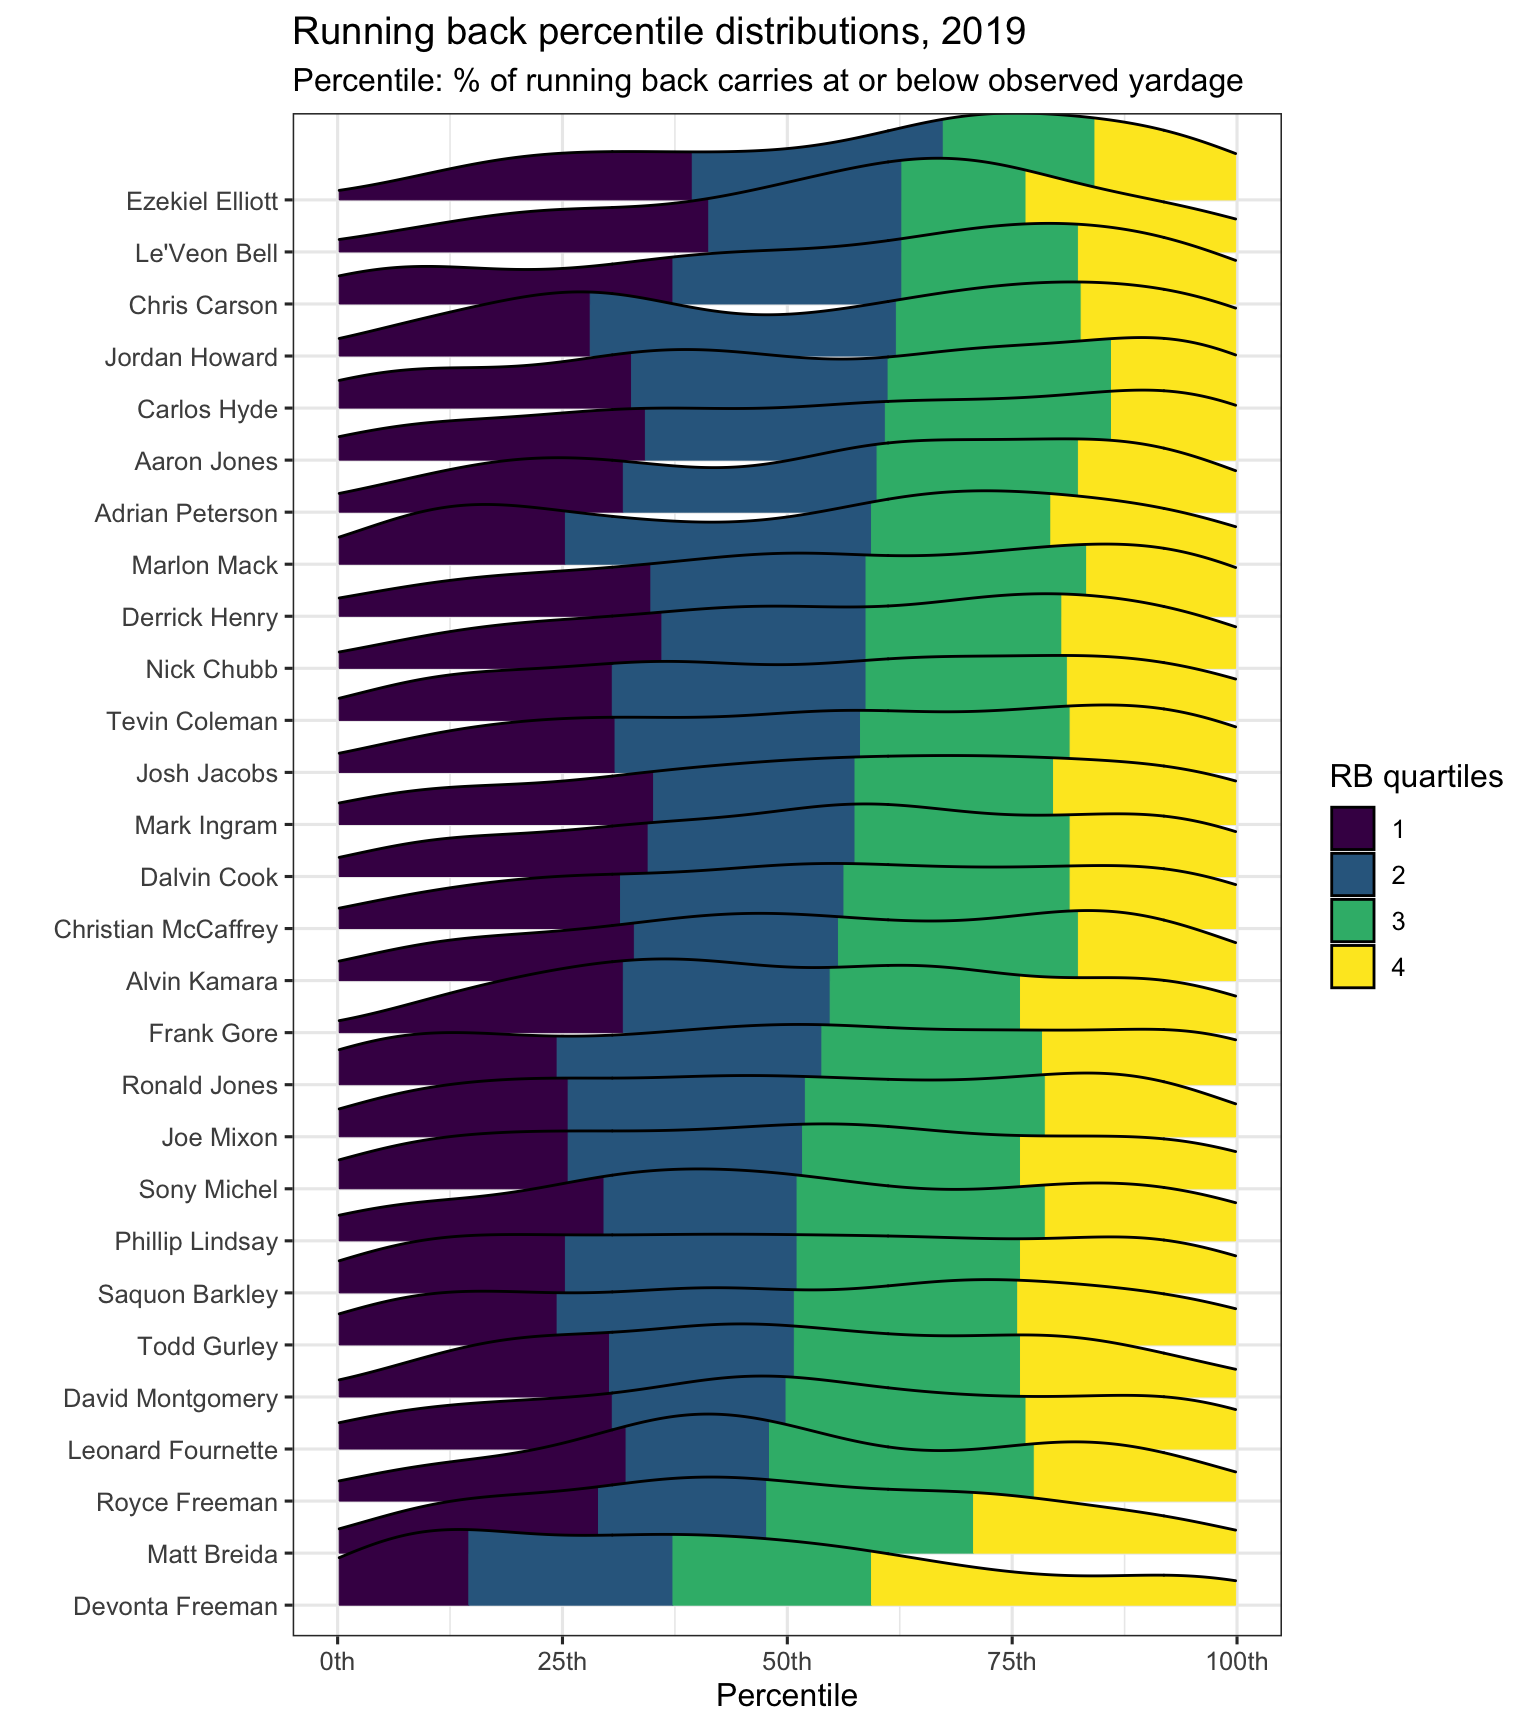 Running back percentile distributions, 2019
Percentile: % of running back carries at or below observed yardage
Ezekiel Elliott
Le'Veon Bell
Chris Carson
Jordan Howard
Carlos Hyde
Aaron Jones
Adrian Peterson
Marlon Mack
Derrick Henry
Nick Chubb
Tevin Coleman
Josh Jacobs
Mark Ingram
Dalvin Cook
Christian McCaffrey
Alvin Kamara
Frank Gore
Ronald Jones
Joe Mixon
Sony Michel
Phillip Lindsay
Saquon Barkley
Todd Gurley
David Montgomery
Leonard Fournette
Royce Freeman
Matt Breida
Devonta Freeman
0th 25th 50th 75th 100th
Percentile
RB quartiles
1
2
3
4